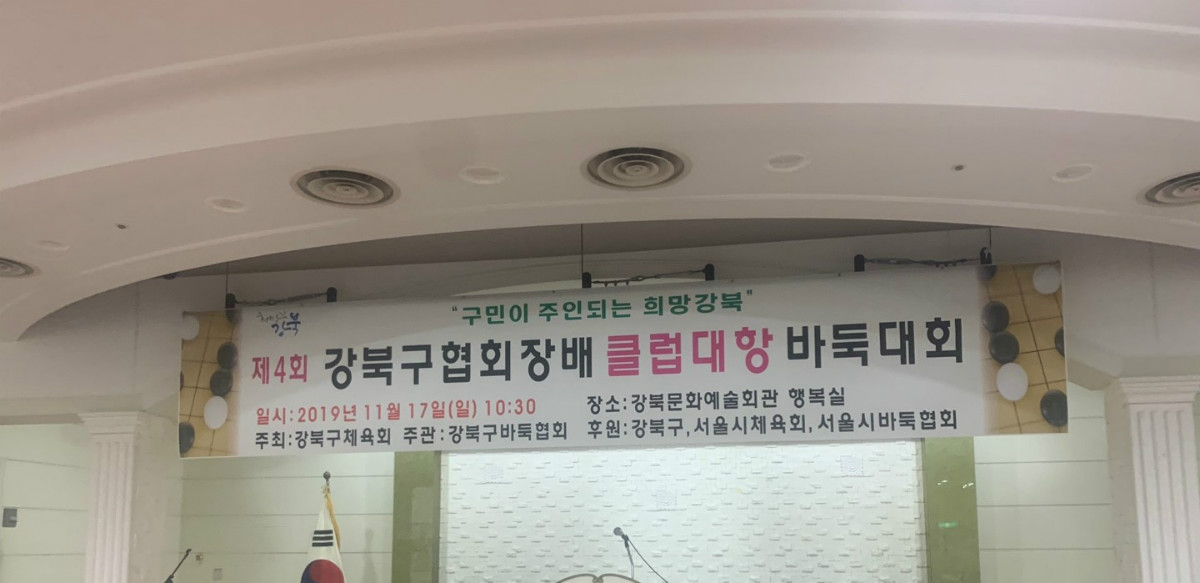 강북
"구민이 주인되는 희망강북"
제4회 강북구협회장배 클럽대항 바둑대회
일시:2019년 11월 17일(일) 10:30 장소:강북문화예술회관 행복실
주최:강북구체육회 주관:강북구바둑협회 후원:강북구,서울시체육회,서울시바둑협회